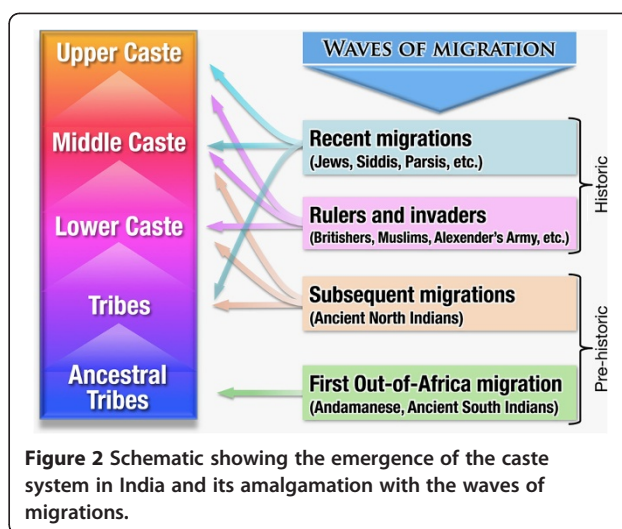 Upper Caste
Middle Caste
Lower Caste
Tribes
Ancestral
Tribes
WAVES OF MIGRATION
Recent migrations
(Jews, Siddis, Parsis, etc.)
Rulers and invaders
(Britishers, Muslims, Alexender's Army, etc.)
Subsequent migrations
(Ancient North Indians)
First Out-of-Africa migration
(Andamanese, Ancient South Indians)
Historic
Pre-historic
Figure 2 Schematic showing the emergence of the caste
system in India and its amalgamation with the waves of
migrations.